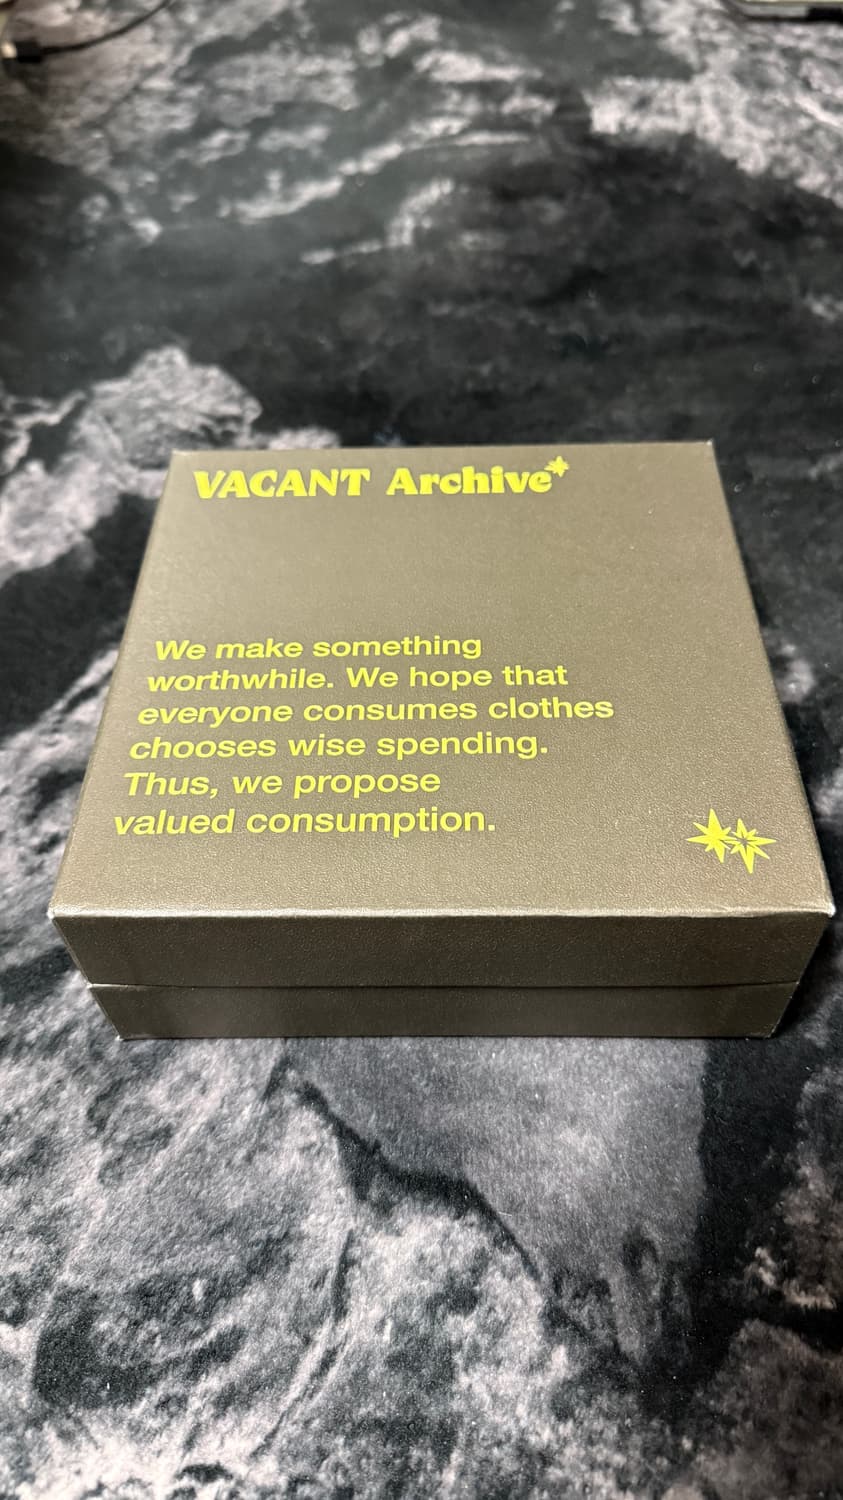 VACANT Archive
We make something
worthwhile. We hope that
everyone consumes clothes
chooses wise spending.
Thus, we propose
valued consumption.